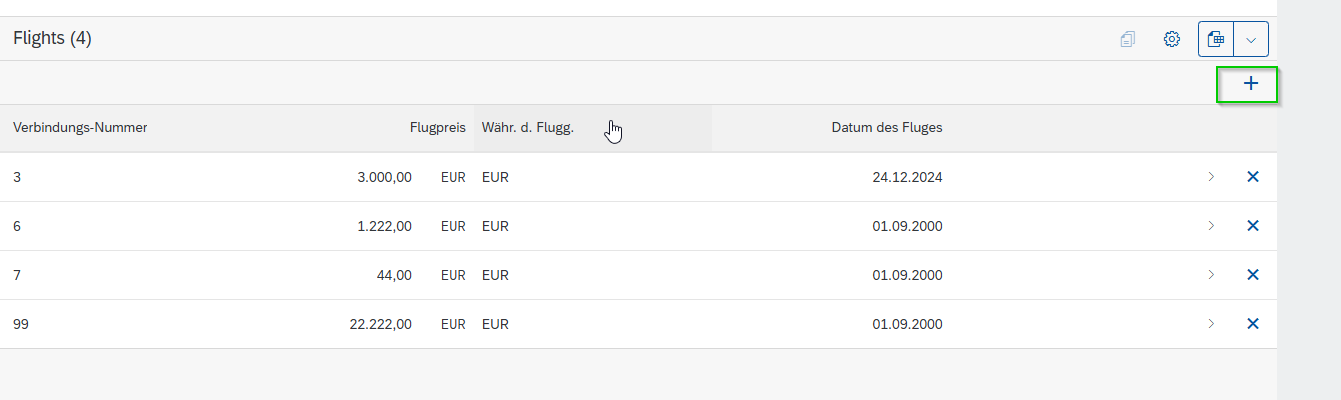 Flights (4)
Verbindungs-Nummer Flugpreis Währ. d. Flugg. Datum des Fluges
3 3.000,00 EUR EUR 24.12.2024
6 1.222,00 EUR EUR 01.09.2000
7 44,00 EUR EUR 01.09.2000
99 22.222,00 EUR EUR 01.09.2000